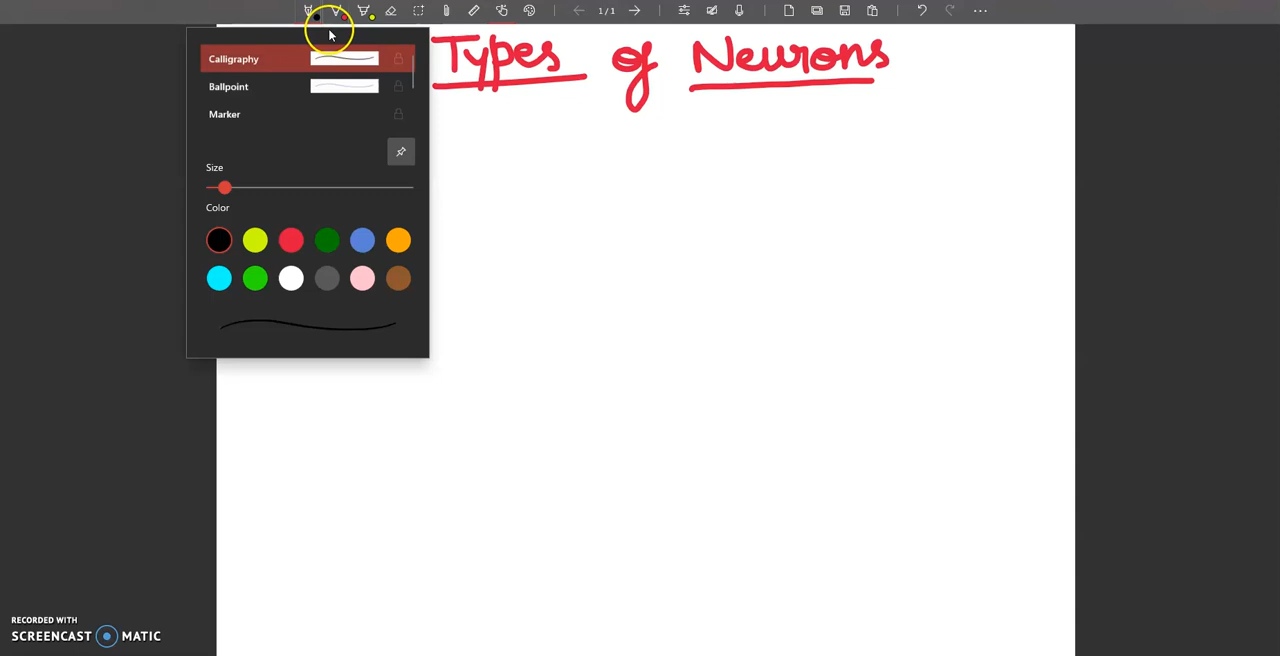 1/1
Types of Neurons
Calligraphy
Ballpoint
Marker
Size
Color
RECORDED WITH
SCREENCAST MATIC